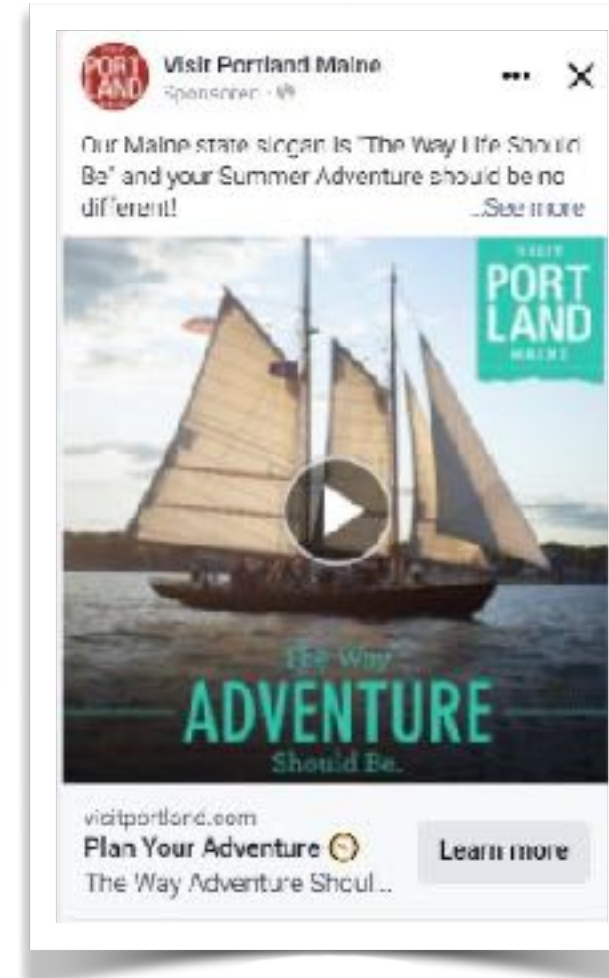 PORT
LAND
Visit Portland Maine
Sponsored
Our Maine state slogan is "The Way Life Should
Be" and your Summer Adventure should be no
different! ...See more
VISIT
PORT
LAND
MAINE
The Way
ADVENTURE
Should Be.
visitportland.com
Plan Your Adventure
The Way Adventure Shoul...
Learn more